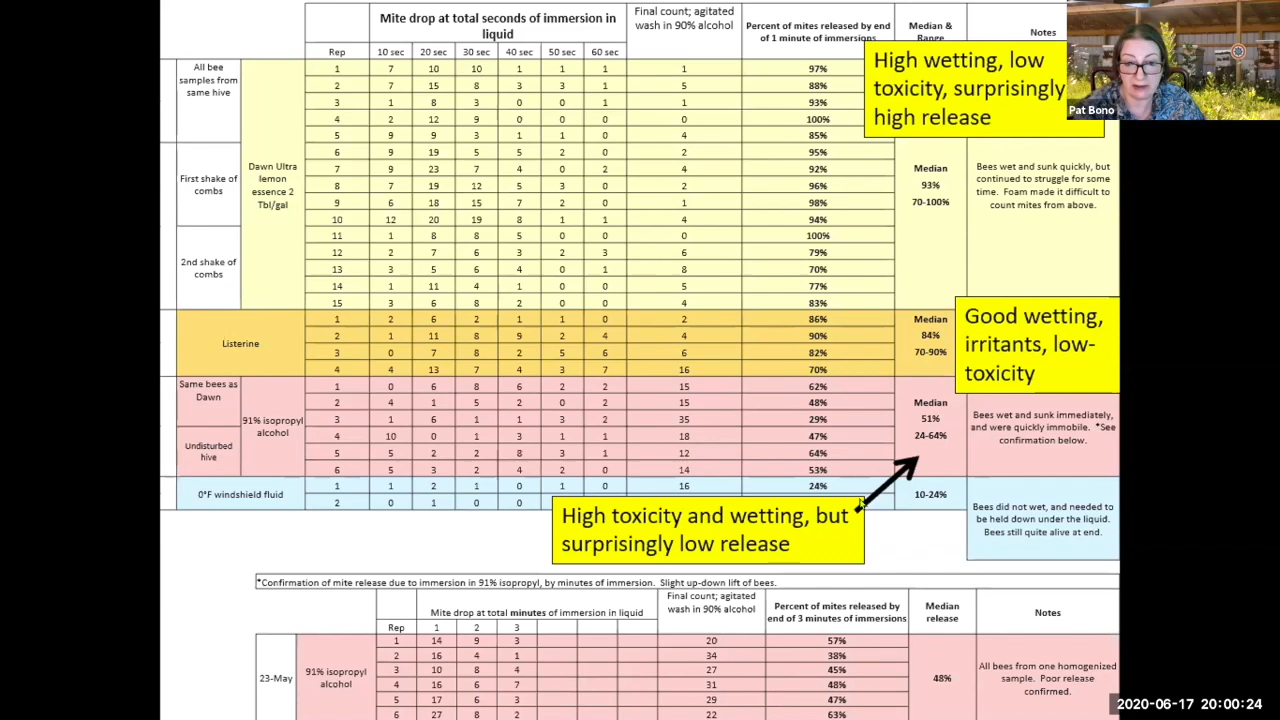 Mite drop at total seconds of immersion in liquid
Final count; agitated wash in 90% alcohol
Percent of mites released by end of 1 minute of immersions
Median & Range
Notes
Rep 10 sec 20 sec 30 sec 40 sec 50 sec 60 sec
All bee samples from same hive
First shake of combs
2nd shake of combs
Dawn Ultra lemon essence 2 Tbl/gal
1 7 10 10 1 1 1 1 97%
2 7 15 8 3 3 1 5 88%
3 1 8 3 0 0 1 1 93%
4 2 12 9 0 0 0 0 100%
5 9 9 3 1 1 0 4 85%
6 9 19 5 5 2 0 2 95%
7 9 23 7 4 0 2 4 92%
8 7 19 12 5 3 0 2 96%
9 6 18 15 7 2 0 1 98%
10 12 20 19 8 1 1 4 94%
11 1 8 8 5 0 0 0 100%
12 2 7 6 3 2 3 6 79%
13 3 5 6 4 0 1 8 70%
14 1 11 4 1 0 0 5 77%
15 3 6 8 2 0 0 4 83%
Median
93%
70-100%
Bees wet and sunk quickly, but continued to struggle for some time. Foam made it difficult to count mites from above.
High wetting, low
toxicity, surprisingly
high release
Pat Bono
Listerine
1 2 6 2 1 1 0 2 86%
2 1 11 8 9 2 4 4 90%
3 0 7 8 2 5 6 6 82%
4 4 13 7 4 3 7 16 70%
Median
84%
70-90%
Good wetting,
irritants, low-
toxicity
Same bees as Dawn
Undisturbed hive
91% isopropyl alcohol
1 0 6 8 6 2 2 15 62%
2 4 1 5 2 0 2 15 48%
3 1 6 1 1 3 2 35 29%
4 10 0 1 3 1 1 18 47%
5 5 2 2 8 3 1 12 64%
6 5 3 2 4 2 0 14 53%
Median
51%
24-64%
Bees wet and sunk immediately, and were quickly immobile. *See confirmation below.
0°F windshield fluid
1 1 2 1 0 1 0 16 24%
2 0 1 0 0
10-24%
Bees did not wet, and needed to be held down under the liquid. Bees still quite alive at end.
High toxicity and wetting, but
surprisingly low release
*Confirmation of mite release due to immersion in 91% isopropyl, by minutes of immersion. Slight up-down lift of bees.
Mite drop at total minutes of immersion in liquid
Final count; agitated wash in 90% alcohol
Percent of mites released by end of 3 minutes of immersions
Median release
Notes
Rep 1 2 3
23-May
91% isopropyl alcohol
1 14 9 3 20 57%
2 16 4 1 34 38%
3 10 8 4 27 45%
4 16 6 7 31 48%
5 17 6 3 29 47%
6 27 8 2 22 63%
48%
All bees from one homogenized sample. Poor release confirmed.
2020-06-17 20:00:24